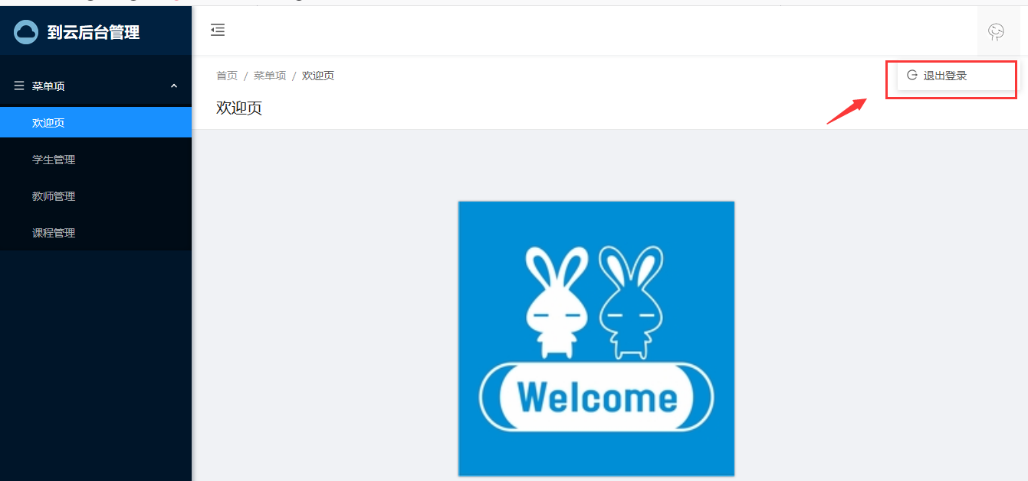 到云后台管理
菜单项
欢迎页
学生管理
教师管理
课程管理
首页 / 菜单项 / 欢迎页
欢迎页
退出登录
Welcome